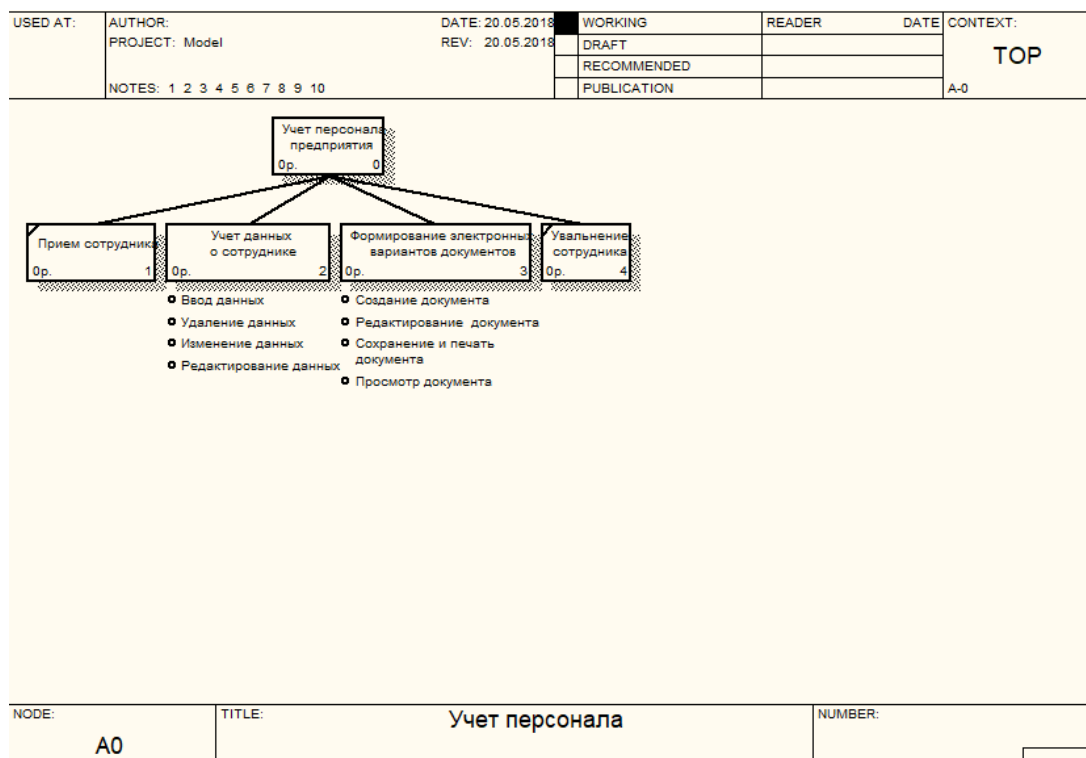 USED AT: AUTHOR: DATE: 20.05.2018 WORKING READER DATE CONTEXT:
PROJECT: Model REV: 20.05.2018 DRAFT
TOP
RECOMMENDED
NOTES: 1 2 3 4 5 6 7 8 9 10 PUBLICATION A-0
Учет персонала
предприятия
0р. 0
Прием сотрудника
0р. 1
Учет данных
о сотруднике
0р. 2
Формирование электронных
вариантов документов
0р. 3
Увальнение
сотрудника
0р. 4
Ввод данных
Удаление данных
Изменение данных
Редактирование данных
Создание документа
Редактирование документа
Сохранение и печать
документа
Просмотр документа
NODE: TITLE: Учет персонала NUMBER:
A0